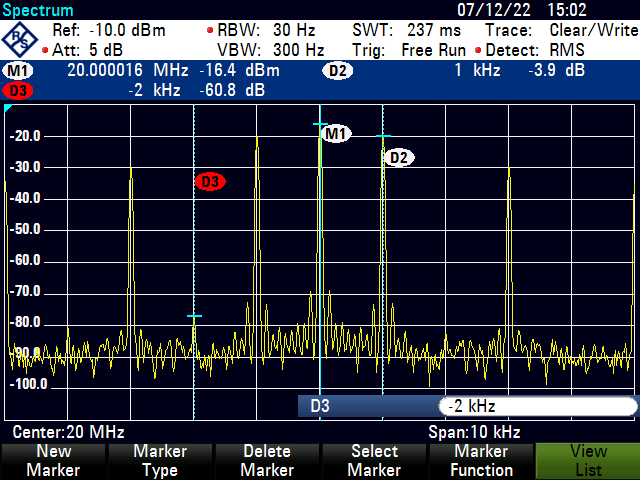 Spectrum 07/12/22 15:02
R&S Ref: -10.0 dBm RBW: 30 Hz SWT: 237 ms Trace: Clear/Write
Att: 5 dB VBW: 300 Hz Trig: Free Run Detect: RMS
M1 20.000016 MHz -16.4 dBm D2 1 kHz -3.9 dB
D3 -2 kHz -60.8 dB
-20.0
M1
-30.0
D2
D3
-40.0
-50.0
-60.0
-70.0
-80.0
-90.0
-100.0
D3 -2 kHz
Center:20 MHz Span:10 kHz
New Marker Delete Select Marker View
Marker Type Marker Marker Function List